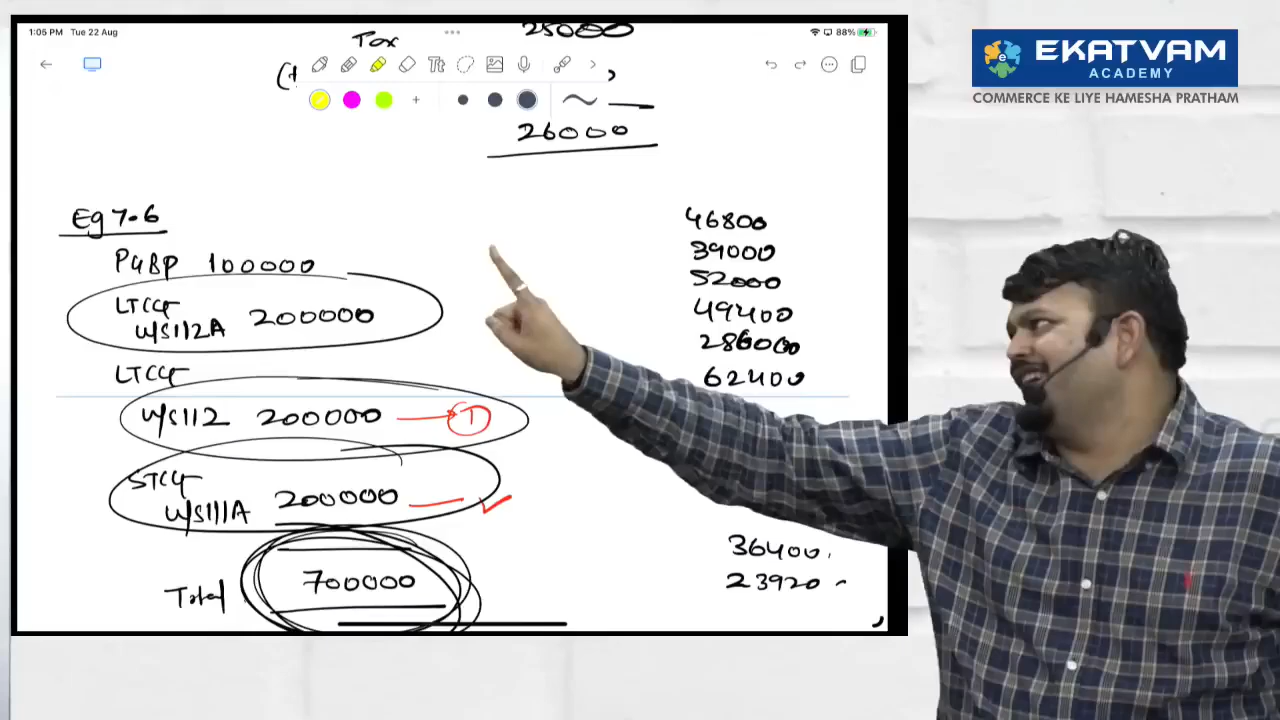 1:05 PM Tue 22 Aug
88%
EKATVAM
ACADEMY
COMMERCE KE LIYE HAMESHA PRATHAM
25000
Tax
(+
26000
Eg 7.6
PGBP 100000
LTCG
u/s112A 200000
LTCG
u/s112 200000 → 1
STCG
u/s111A 200000 ✓
Total 700000
46800
39000
52000
49400
286000
62400
36400
23920